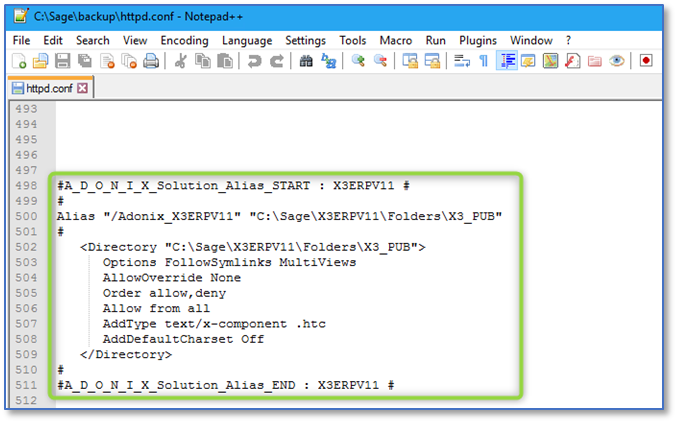 C:\Sage\backup\httpd.conf - Notepad++
File Edit Search View Encoding Language Settings Tools Macro Run Plugins Window ?
httpd.conf
493
494
495
496
497
498 #A_D_O_N_I_X_Solution_Alias_START : X3ERPV11 #
499 #
500 Alias "/Adonix_X3ERPV11" "C:\Sage\X3ERPV11\Folders\X3_PUB"
501 #
502 <Directory "C:\Sage\X3ERPV11\Folders\X3_PUB">
503 Options FollowSymlinks MultiViews
504 AllowOverride None
505 Order allow,deny
506 Allow from all
507 AddType text/x-component .htc
508 AddDefaultCharset Off
509 </Directory>
510 #
511 #A_D_O_N_I_X_Solution_Alias_END : X3ERPV11 #
512